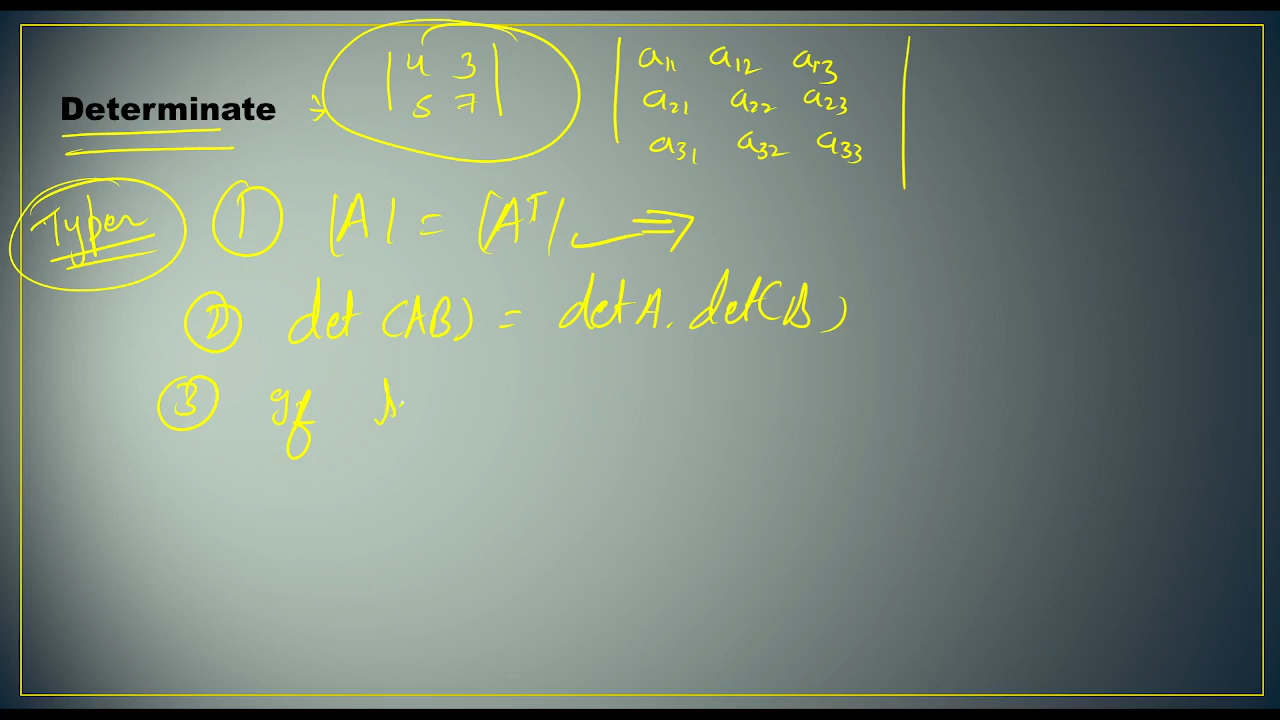 Determinate
|4 3|
|5 7|
|a11 a12 a13|
|a21 a22 a23|
|a31 a32 a33|
Types
① |A| = |Aᵀ| ⇒
② det (AB) = det A . det(B)
③ If